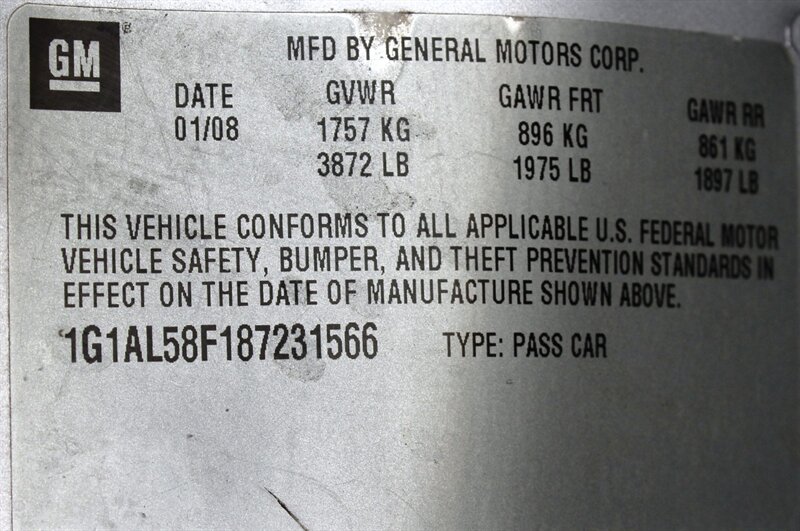 GM
MFD BY GENERAL MOTORS CORP.
DATE GVWR GAWR FRT GAWR RR
01/08 1757 KG 896 KG 861 KG
3872 LB 1975 LB 1897 LB
THIS VEHICLE CONFORMS TO ALL APPLICABLE U.S. FEDERAL MOTOR
VEHICLE SAFETY, BUMPER, AND THEFT PREVENTION STANDARDS IN
EFFECT ON THE DATE OF MANUFACTURE SHOWN ABOVE.
1G1AL58F187231566 TYPE: PASS CAR